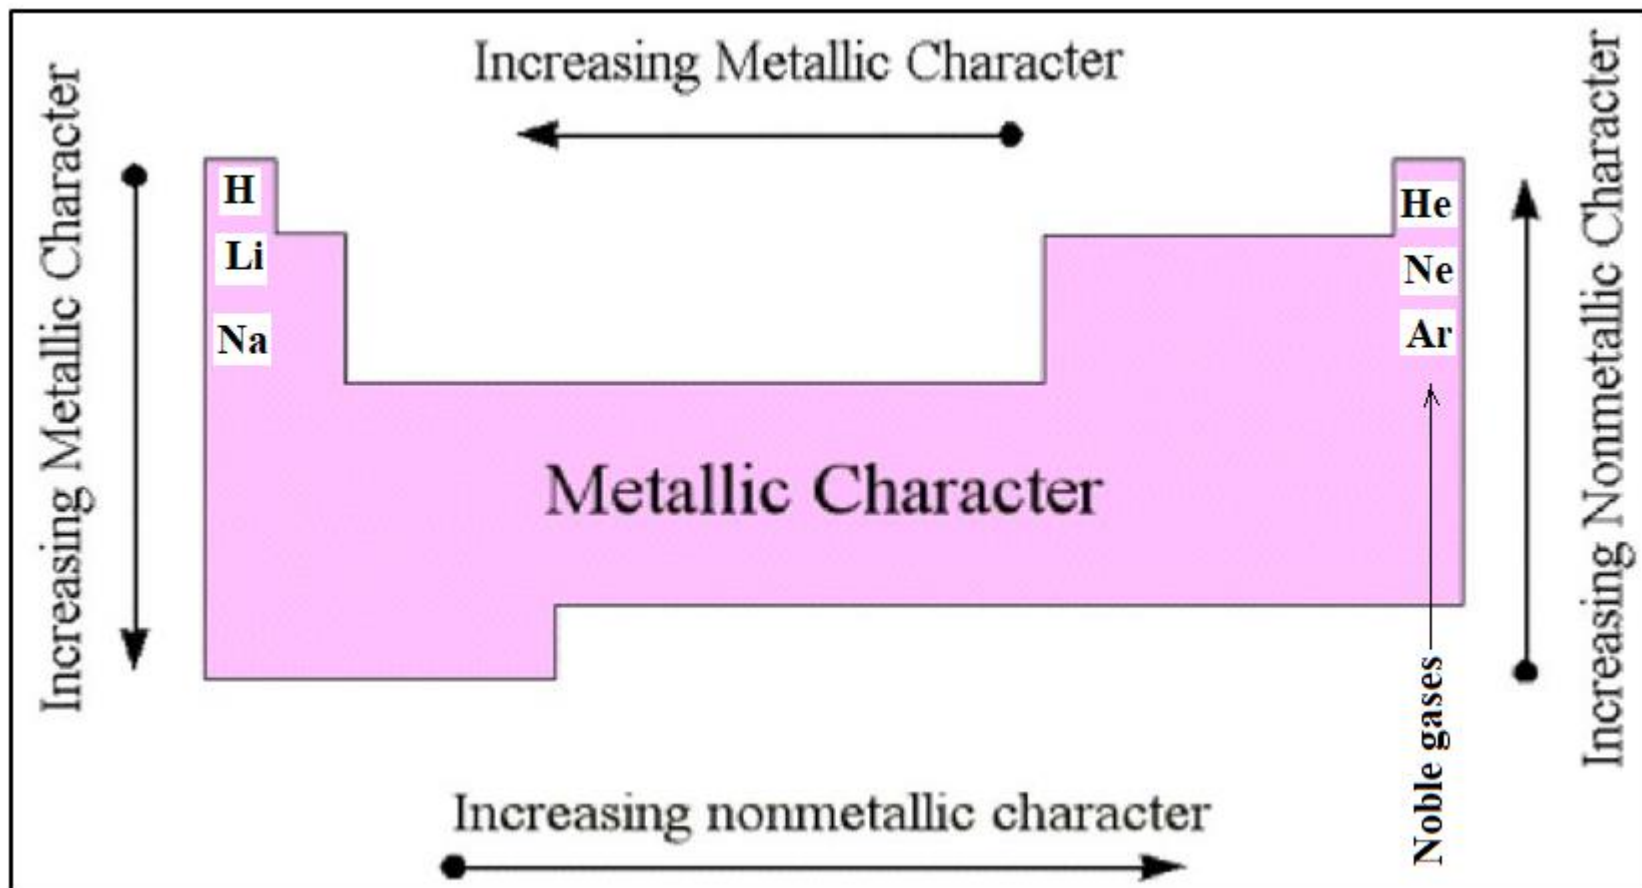 Increasing Metallic Character
Increasing Metallic Character
H
Li
Na
He
Ne
Ar
Increasing Nonmetallic Character
Metallic Character
Noble gases
Increasing nonmetallic character